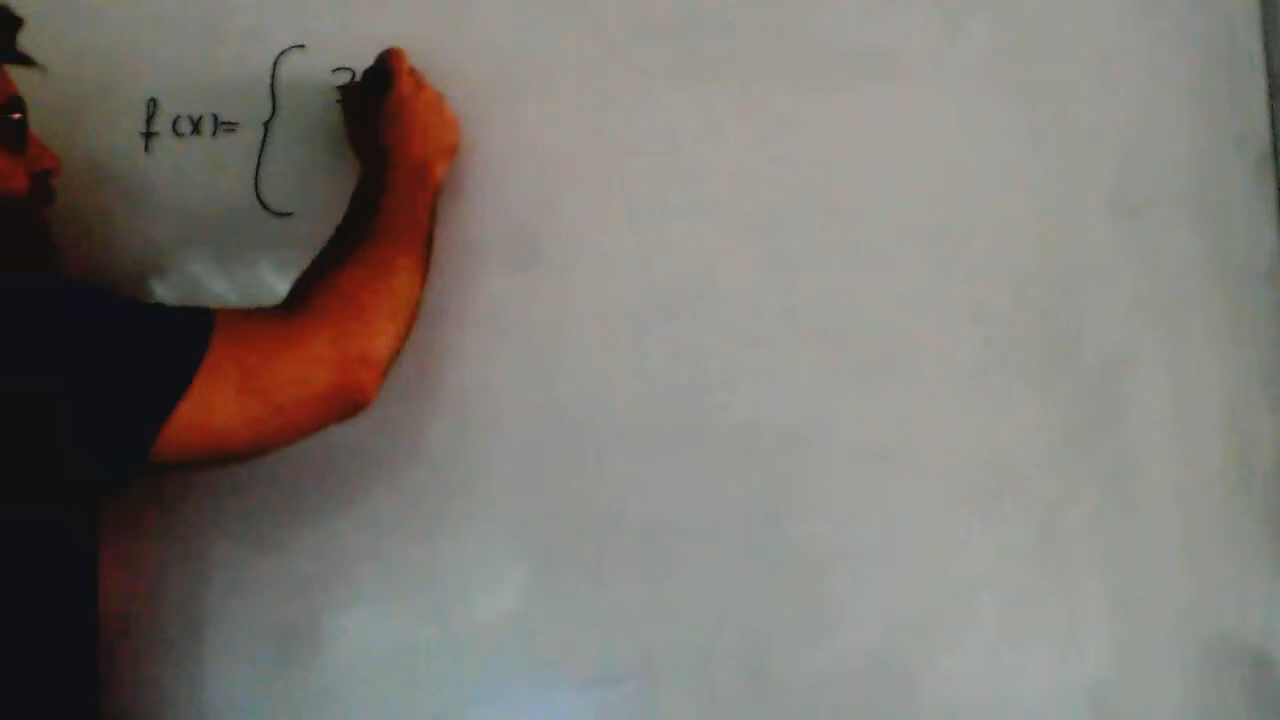 f(x)= {